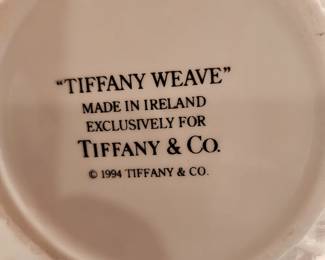 “TIFFANY WEAVE”
MADE IN IRELAND
EXCLUSIVELY FOR
TIFFANY & CO.
© 1994 TIFFANY & CO.